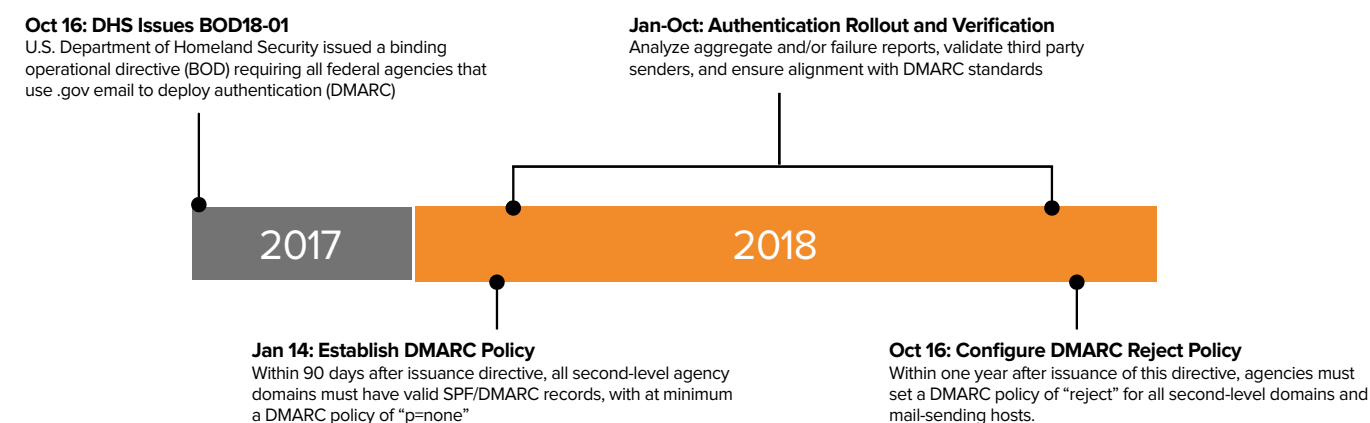 Oct 16: DHS Issues BOD18-01
U.S. Department of Homeland Security issued a binding
operational directive (BOD) requiring all federal agencies that
use .gov email to deploy authentication (DMARC)
Jan-Oct: Authentication Rollout and Verification
Analyze aggregate and/or failure reports, validate third party
senders, and ensure alignment with DMARC standards
2017
2018
Jan 14: Establish DMARC Policy
Within 90 days after issuance directive, all second-level agency
domains must have valid SPF/DMARC records, with at minimum
a DMARC policy of “p=none”
Oct 16: Configure DMARC Reject Policy
Within one year after issuance of this directive, agencies must
set a DMARC policy of “reject” for all second-level domains and
mail-sending hosts.